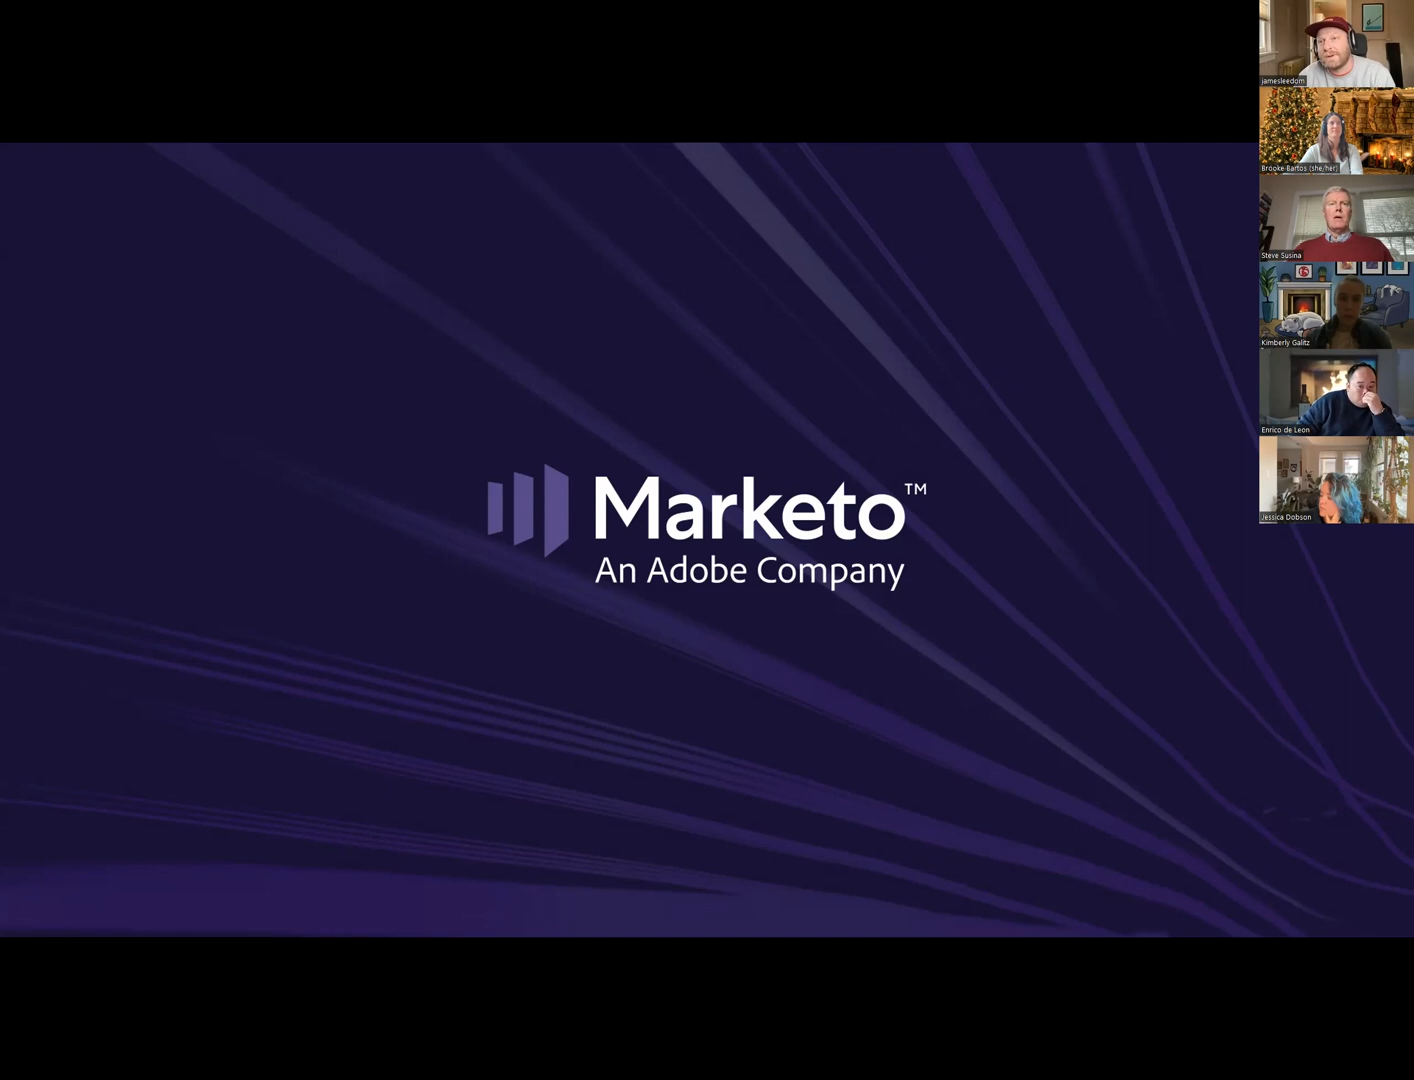 Marketo™
An Adobe Company
jamesleedom
Brooke Bartos (she/her)
Steve Susina
Kimberly Galitz
Enrico de Leon
Jessica Dobson